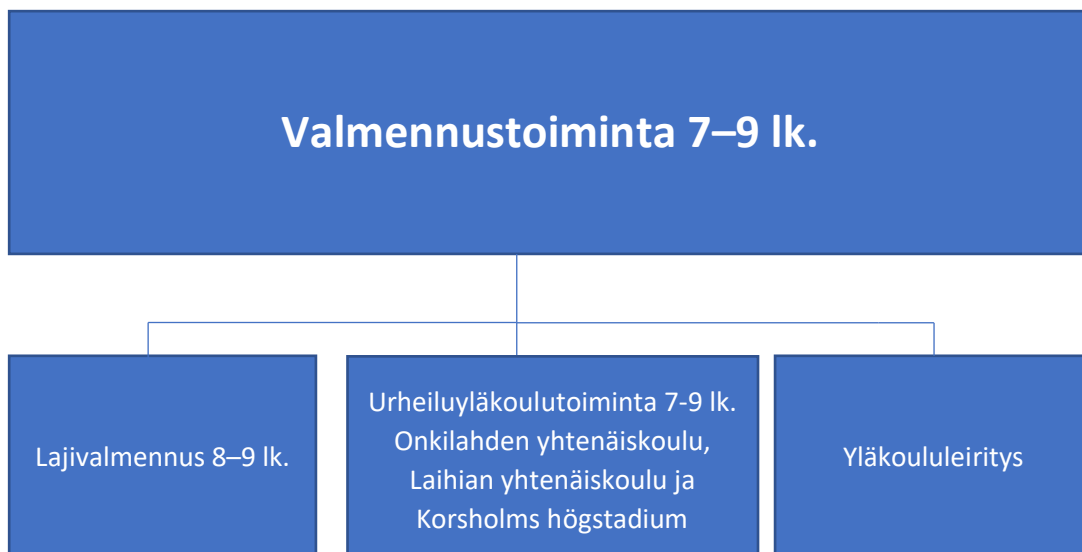 Valmennustoiminta 7–9 lk.
Lajivalmennus 8–9 lk.
Urheiluyläkoulutoiminta 7-9 lk.
Onkilahden yhtenäiskoulu,
Laihian yhtenäiskoulu ja
Korsholms högstadium
Yläkoululeiritys